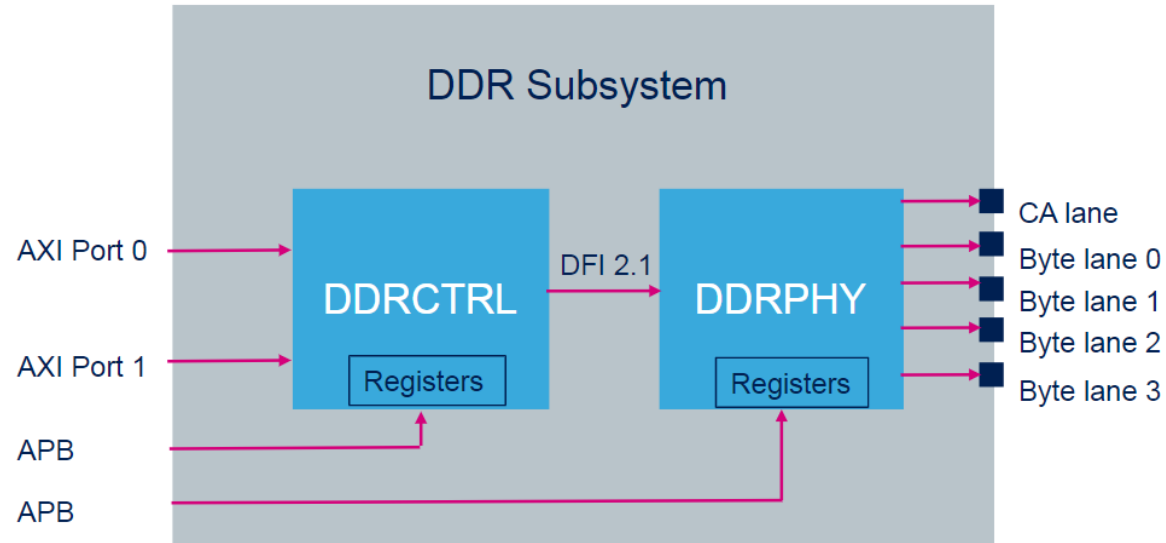 DDR Subsystem
AXI Port 0
AXI Port 1
APB
APB
DDRCTRL
Registers
DFI 2.1
DDRPHY
Registers
CA lane
Byte lane 0
Byte lane 1
Byte lane 2
Byte lane 3